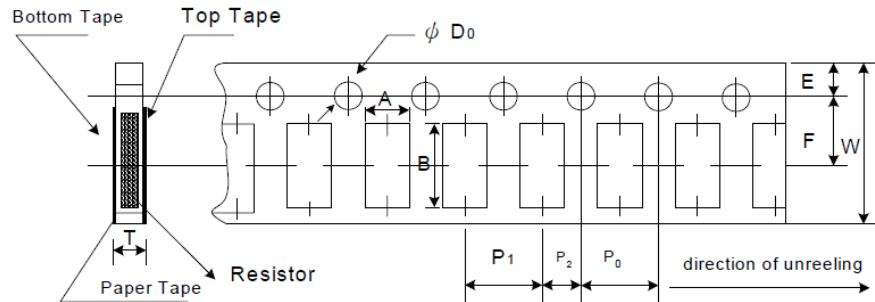 Bottom Tape
Top Tape
ψ D0
E
A
F
W
B
T
P1
P2
P0
direction of unreeling
Resistor
Paper Tape